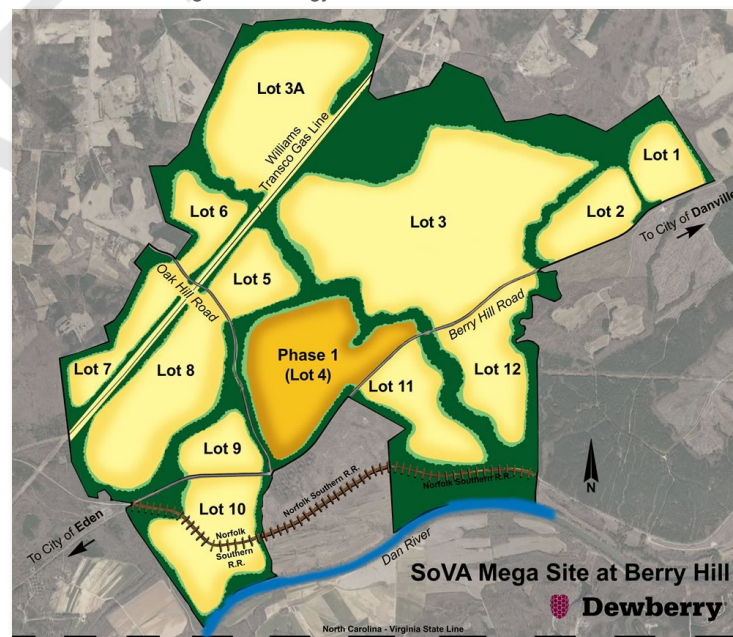 Lot 3A
Williams
Transco Gas Line
Lot 1
Lot 6
Lot 2
Lot 3
To City of Danville
Lot 5
Oak Hill Road
Berry Hill Road
Phase 1
(Lot 4)
Lot 7
Lot 8
Lot 11
Lot 12
Lot 9
Norfolk Southern R.R.
Norfolk Southern R.R.
N
Lot 10
Norfolk
Southern
R.R.
To City of Eden
Dan River
SoVA Mega Site at Berry Hill
Dewberry
North Carolina - Virginia State Line